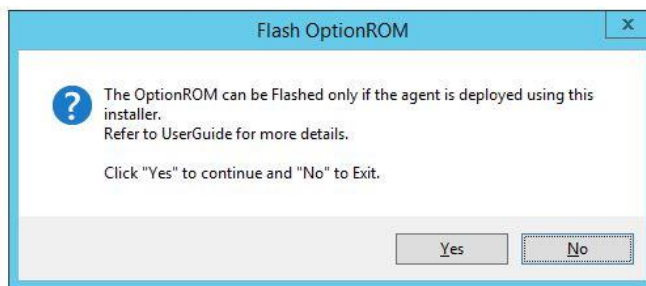 Flash OptionROM
x
The OptionROM can be Flashed only if the agent is deployed using this
installer.
Refer to UserGuide for more details.
Click "Yes" to continue and "No" to Exit.
Yes
No